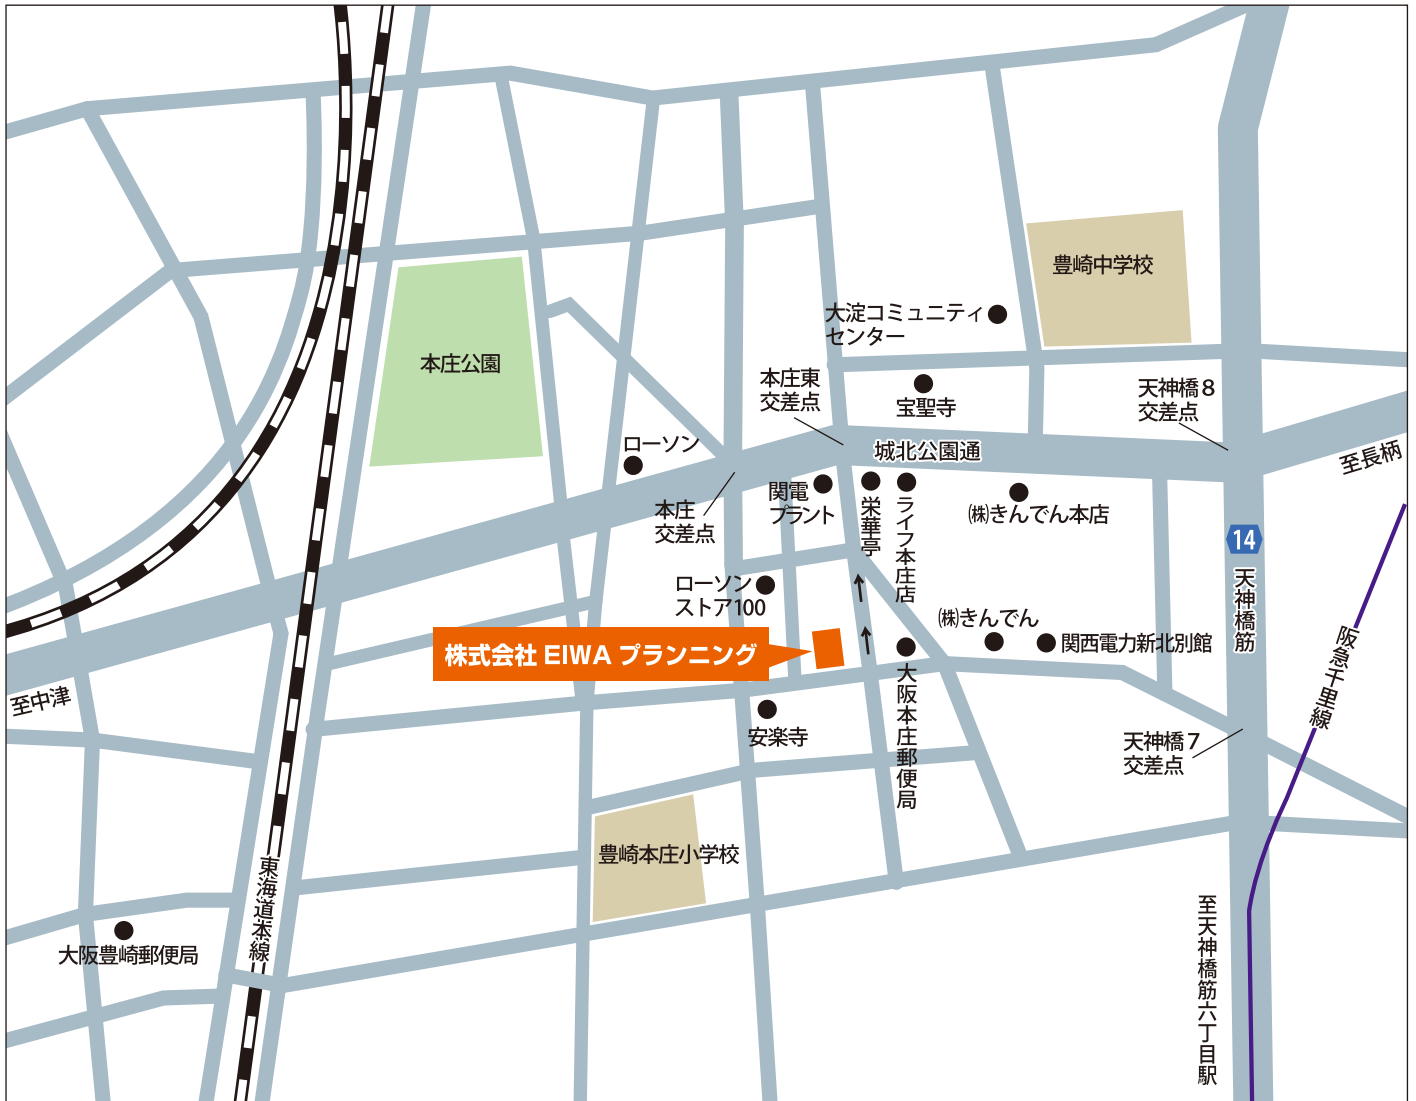 豊崎中学校
大淀コミュニティ
センター
本庄公園
本庄東
交差点
宝聖寺
天神橋8
交差点
ローソン
城北公園通
至長柄
関電
プラント
栄華亭
ライフ本庄店
㈱きんでん本店
本庄
交差点
14
天神橋筋
ローソン
ストア100
㈱きんでん
関西電力新北別館
株式会社 EIWA プランニング
阪急千里線
至中津
大阪本庄郵便局
安楽寺
天神橋7
交差点
豊崎本庄小学校
東海道本線
大阪豊崎郵便局
至天神橋筋六丁目駅